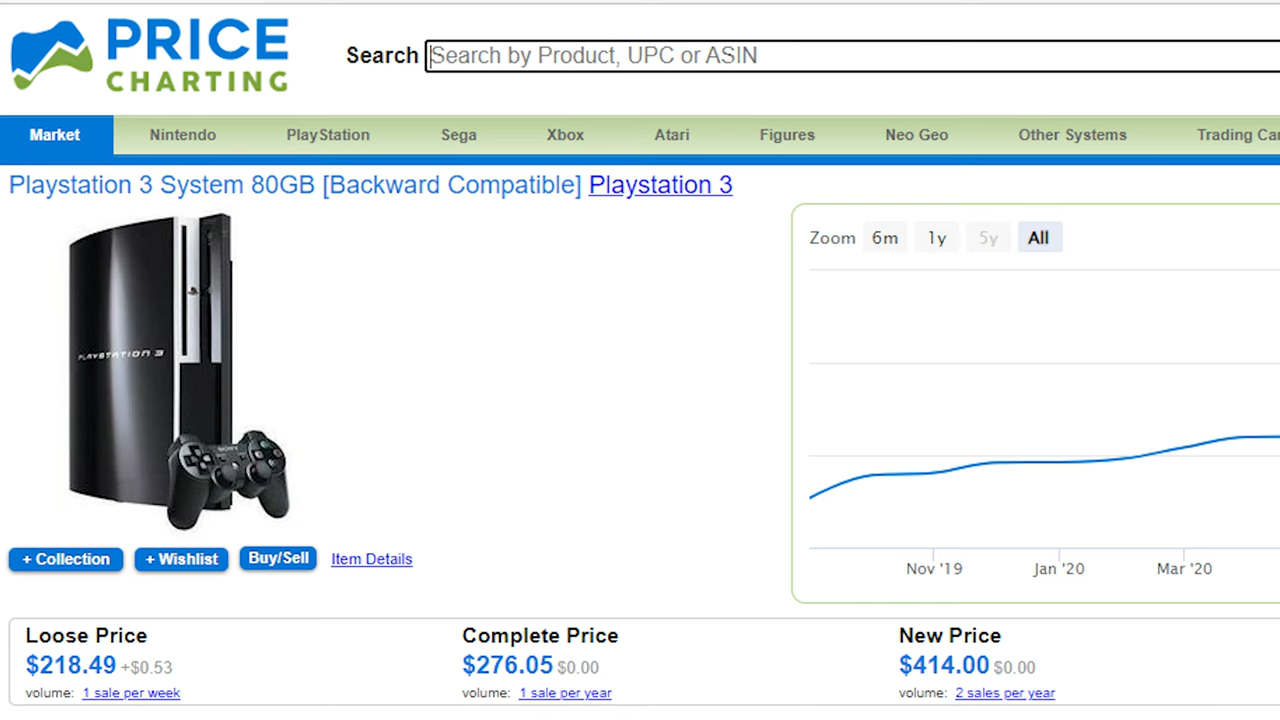 PRICE
CHARTING
Search Search by Product, UPC or ASIN
Market Nintendo PlayStation Sega Xbox Atari Figures Neo Geo Other Systems Trading Car
Playstation 3 System 80GB [Backward Compatible] Playstation 3
Zoom 6m 1y 5y All
PLAYSTATION 3
SONY
Nov '19 Jan '20 Mar '20
+ Collection + Wishlist Buy/Sell Item Details
Loose Price Complete Price New Price
$218.49 +$0.53 $276.05 $0.00 $414.00 $0.00
volume: 1 sale per week volume: 1 sale per year volume: 2 sales per year